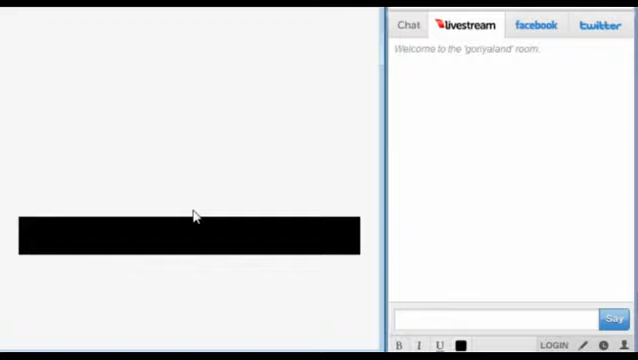 Chat livestream facebook twitter
Welcome to the 'goriyaland' room.
Say
B I U LOGIN